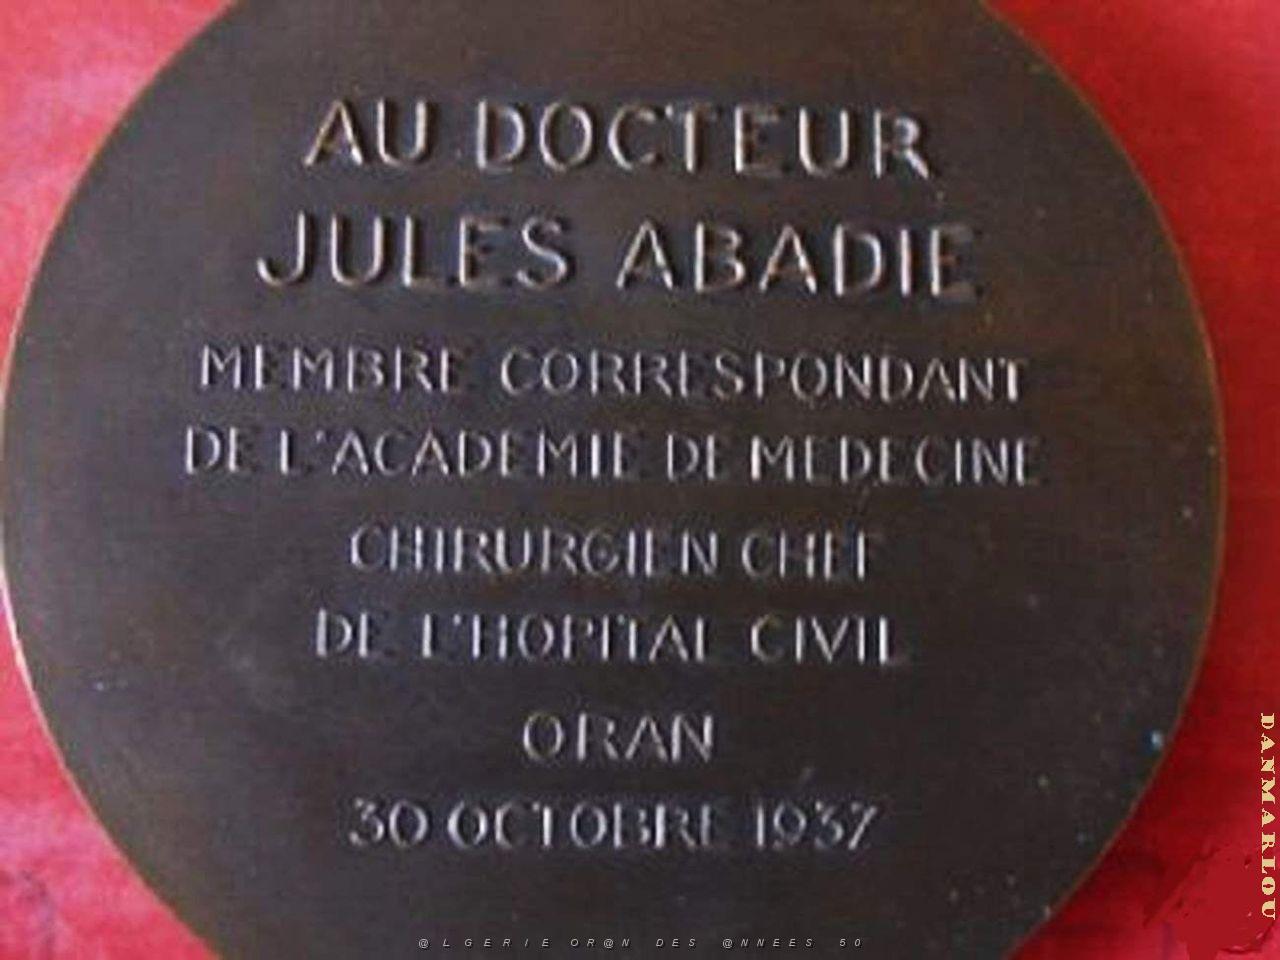 AU DOCTEUR
JULES ABADIE
MEMBRE CORRESPONDANT
DE L'ACADEMIE DE MEDECINE
CHIRURGIEN CHEF
DE L'HOPITAL CIVIL
ORAN
30 OCTOBRE 1937
DANMARLOU
@LGERIE OR@N DES @NNEES 50